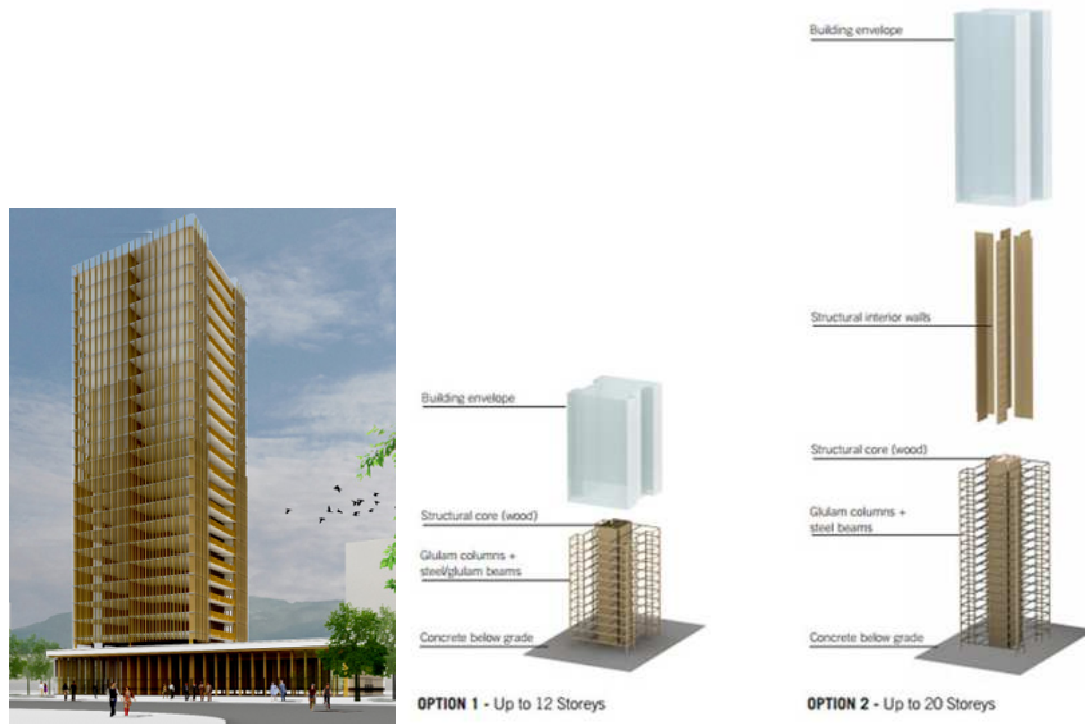 Building envelope
Structural core (wood)
Glulam columns +
steel/glulam beams
Concrete below grade
OPTION 1 - Up to 12 Storeys
Building envelope
Structural interior walls
Structural core (wood)
Glulam columns +
steel beams
Concrete below grade
OPTION 2 - Up to 20 Storeys